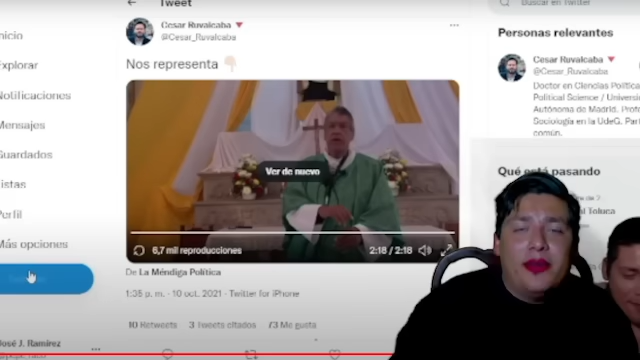 Tweet
Buscar en Twitter
nicio
Explorar
Notificaciones
Mensajes
Guardados
istas
Perfil
Más opciones
José J. Ramírez
Cesar Ruvalcaba
@Cesar_Ruvalcaba
Nos representa
Ver de nuevo
6,7 mil reproducciones
2:18 / 2:18
De La Méndiga Política
1:35 p. m. · 10 oct. 2021 · Twitter for iPhone
10 Retweets 3 Tweets citados 73 Me gusta
Personas relevantes
Cesar Ruvalcaba
@Cesar_Ruvalcaba
Doctor en Ciencias Política
Political Science / Univers
Autónoma de Madrid. Prof
Sociología en la UdeG. Par
común.
Qué está pasando
Toluca